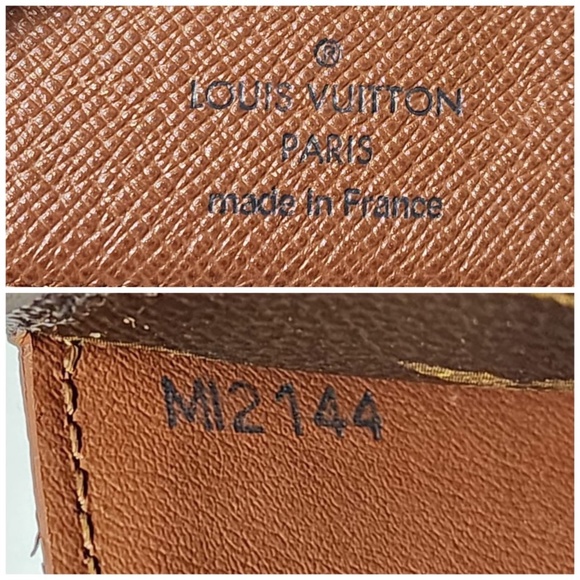 ®
LOUIS VUITTON
PARIS
made in France
MI2144